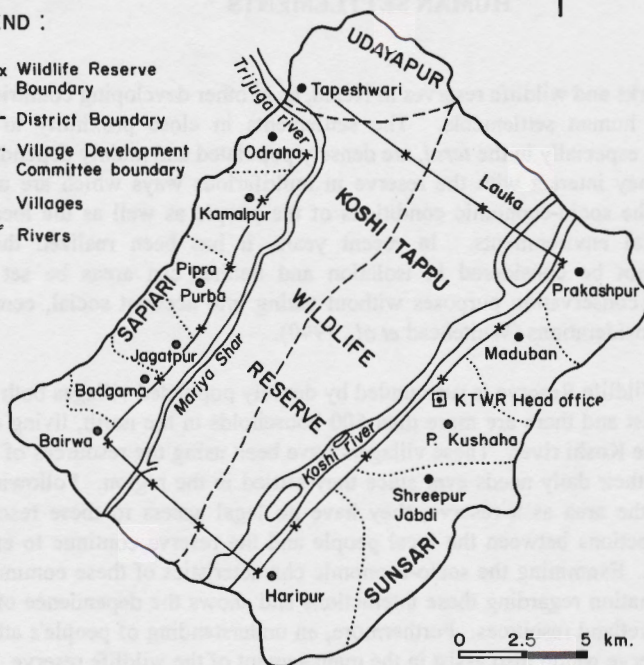 END :
x Wildlife Reserve
Boundary
District Boundary
Village Development
Committee boundary
Villages
Rivers
UDAYAPUR
Tapeshwari
Trijuga river
Odraha
Kamalpur
Lauka
KOSHI TAPPU
WILDLIFE
RESERVE
Prakashpur
Pipra
Purba
SAPTARI
Jagatpur
Mariya Shar
Badgama
Bairwa
Maduban
KTWR Head office
P. Kushaha
Koshi River
Shreepur
Jabdi
SUNSARI
Haripur
0 2.5 5 km